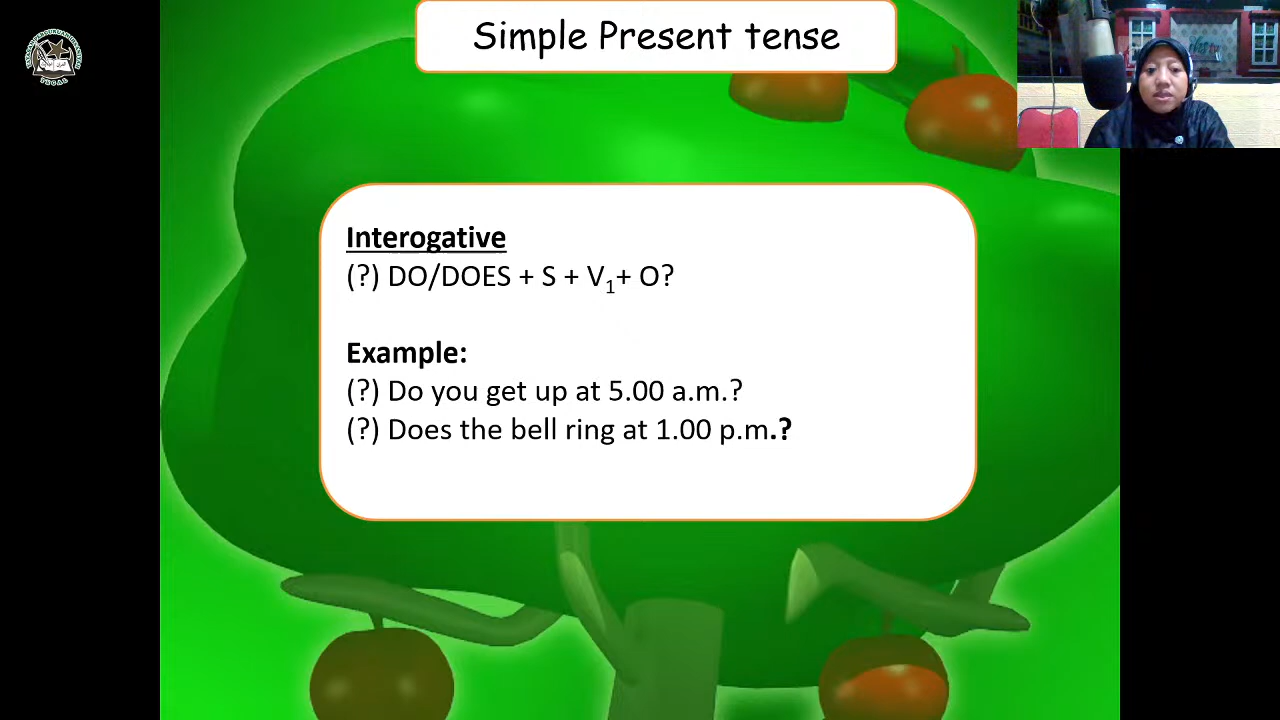 Simple Present tense
Interogative
(?) DO/DOES + S + V₁+ O?
Example:
(?) Do you get up at 5.00 a.m.?
(?) Does the bell ring at 1.00 p.m.?
TEGAL